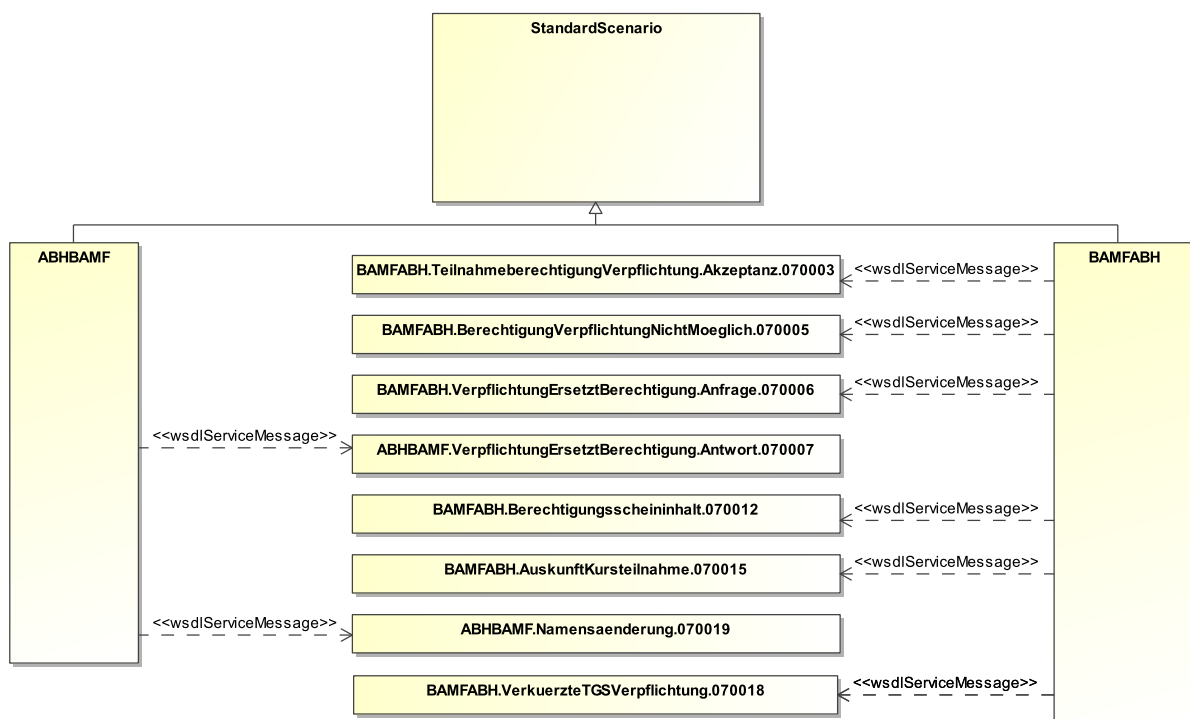 StandardScenario
ABHBAMF
BAMFABH
BAMFABH.TeilnahmeberechtigungVerpflichtung.Akzeptanz.070003
<<wsdlServiceMessage>>
BAMFABH.BerechtigungVerpflichtungNichtMoeglich.070005
<<wsdlServiceMessage>>
BAMFABH.VerpflichtungErsetztBerechtigung.Anfrage.070006
<<wsdlServiceMessage>>
<<wsdlServiceMessage>>
ABHBAMF.VerpflichtungErsetztBerechtigung.Antwort.070007
BAMFABH.Berechtigungsscheininhalt.070012
<<wsdlServiceMessage>>
BAMFABH.AuskunftKursteilnahme.070015
<<wsdlServiceMessage>>
<<wsdlServiceMessage>>
ABHBAMF.Namensaenderung.070019
BAMFABH.VerkuerzteTGSVerpflichtung.070018
<<wsdlServiceMessage>>